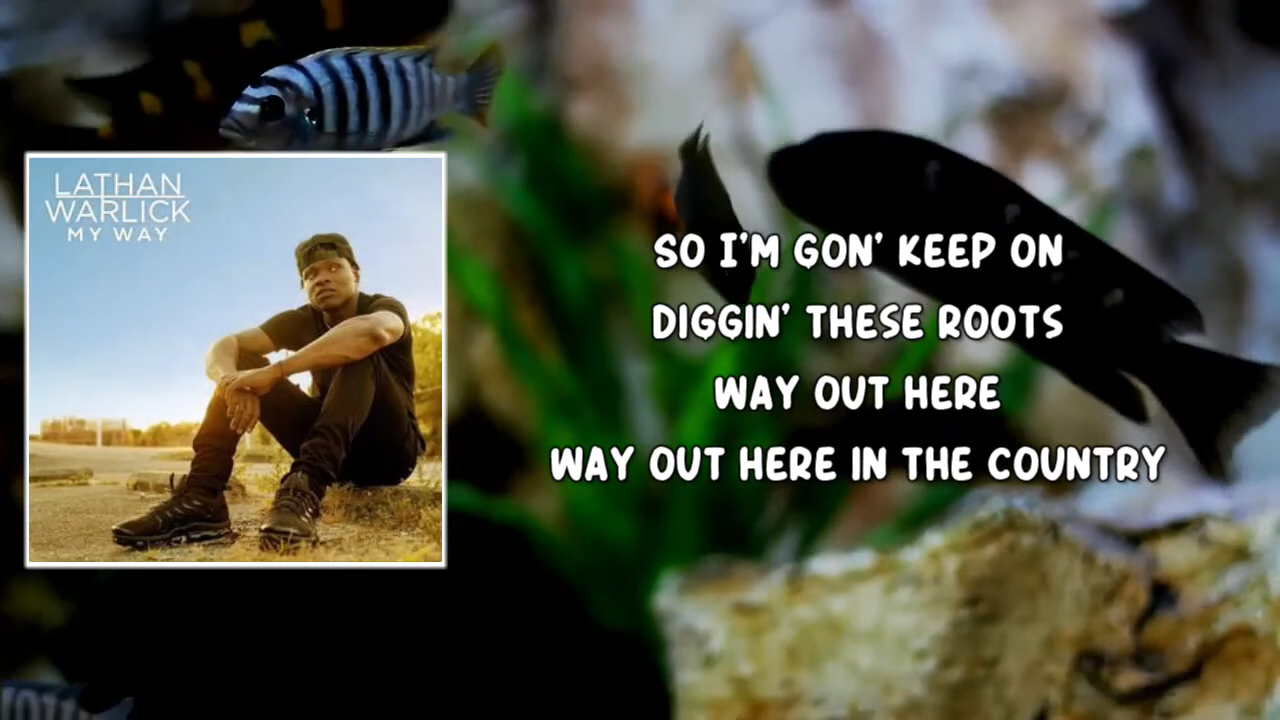 LATHAN
WARLICK
MY WAY
SO I'M GON' KEEP ON
DIGGIN' THESE ROOTS
WAY OUT HERE
WAY OUT HERE IN THE COUNTRY